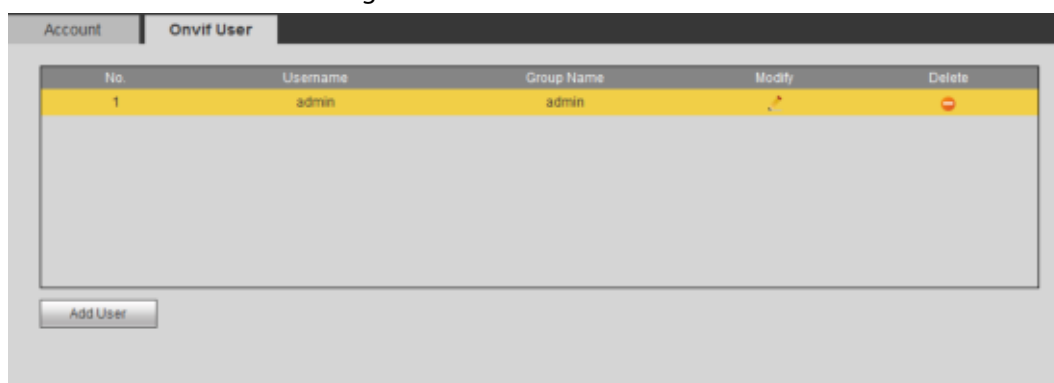 Account Onvif User
No. Username Group Name Modify Delete
1 admin admin
Add User